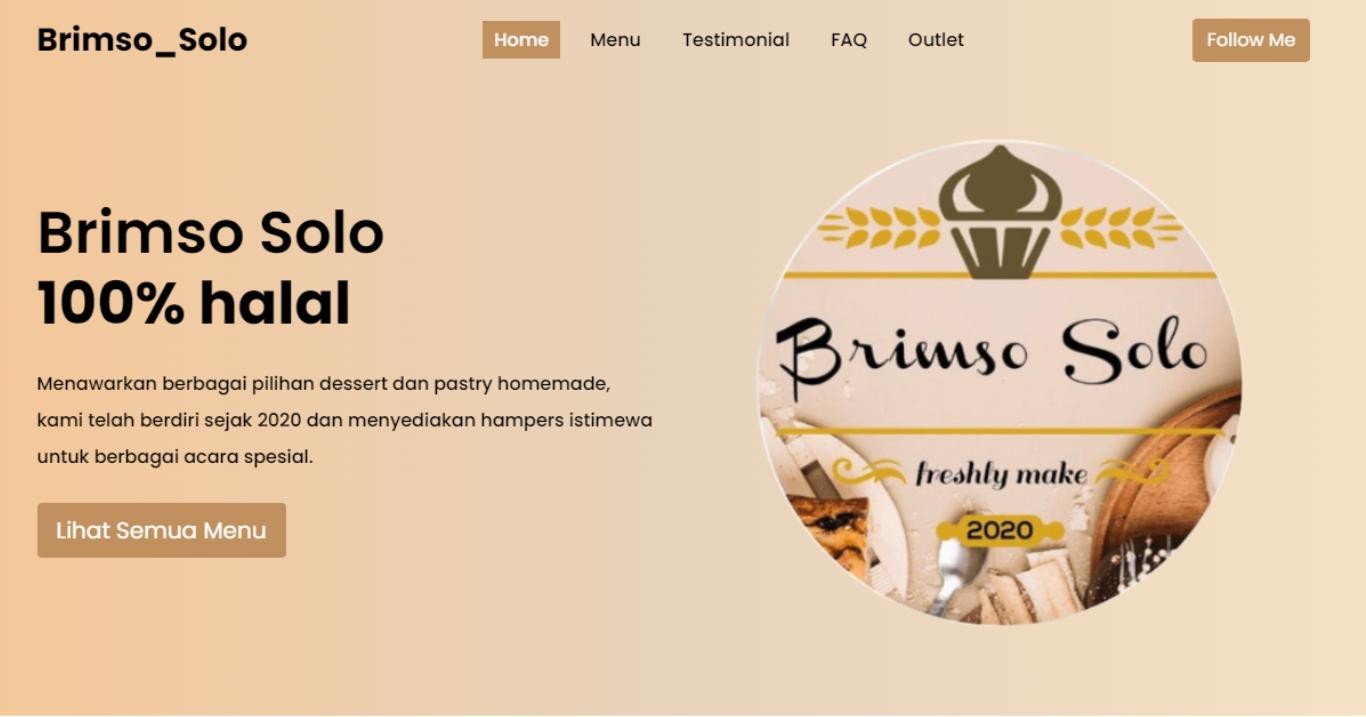 Brimso_Solo
Home Menu Testimonial FAQ Outlet
Follow Me
Brimso Solo
100% halal
Menawarkan berbagai pilihan dessert dan pastry homemade,
kami telah berdiri sejak 2020 dan menyediakan hampers istimewa
untuk berbagai acara spesial.
Lihat Semua Menu
Brimso Solo
freshly make
2020